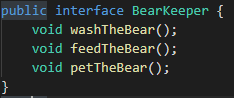 public interface BearKeeper {
    void washTheBear();
    void feedTheBear();
    void petTheBear();
}